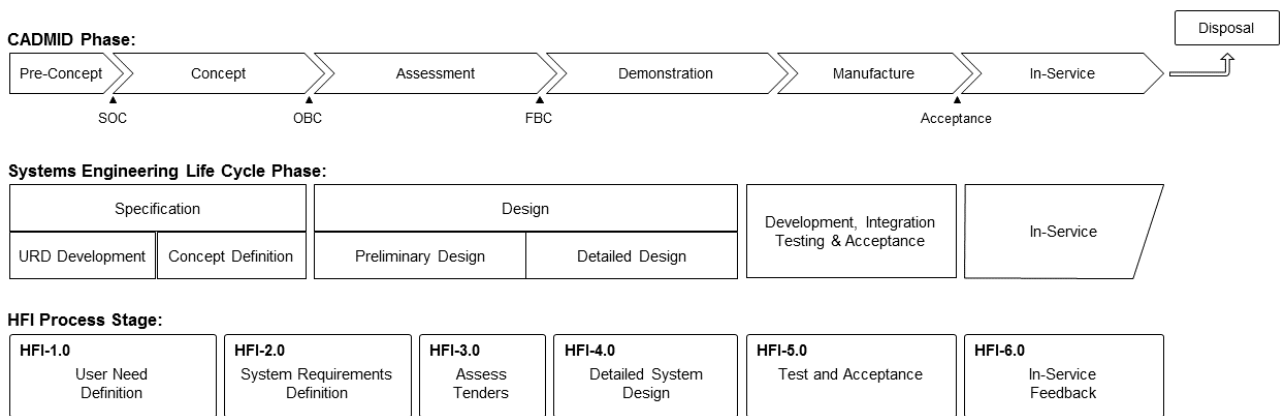 CADMID Phase:
Disposal
Pre-Concept
Concept
Assessment
Demonstration
Manufacture
In-Service
SOC
OBC
FBC
Acceptance
Systems Engineering Life Cycle Phase:
Specification
Design
Development, Integration
Testing & Acceptance
In-Service
URD Development
Concept Definition
Preliminary Design
Detailed Design
HFI Process Stage:
HFI-1.0
User Need
Definition
HFI-2.0
System Requirements
Definition
HFI-3.0
Assess
Tenders
HFI-4.0
Detailed System
Design
HFI-5.0
Test and Acceptance
HFI-6.0
In-Service
Feedback